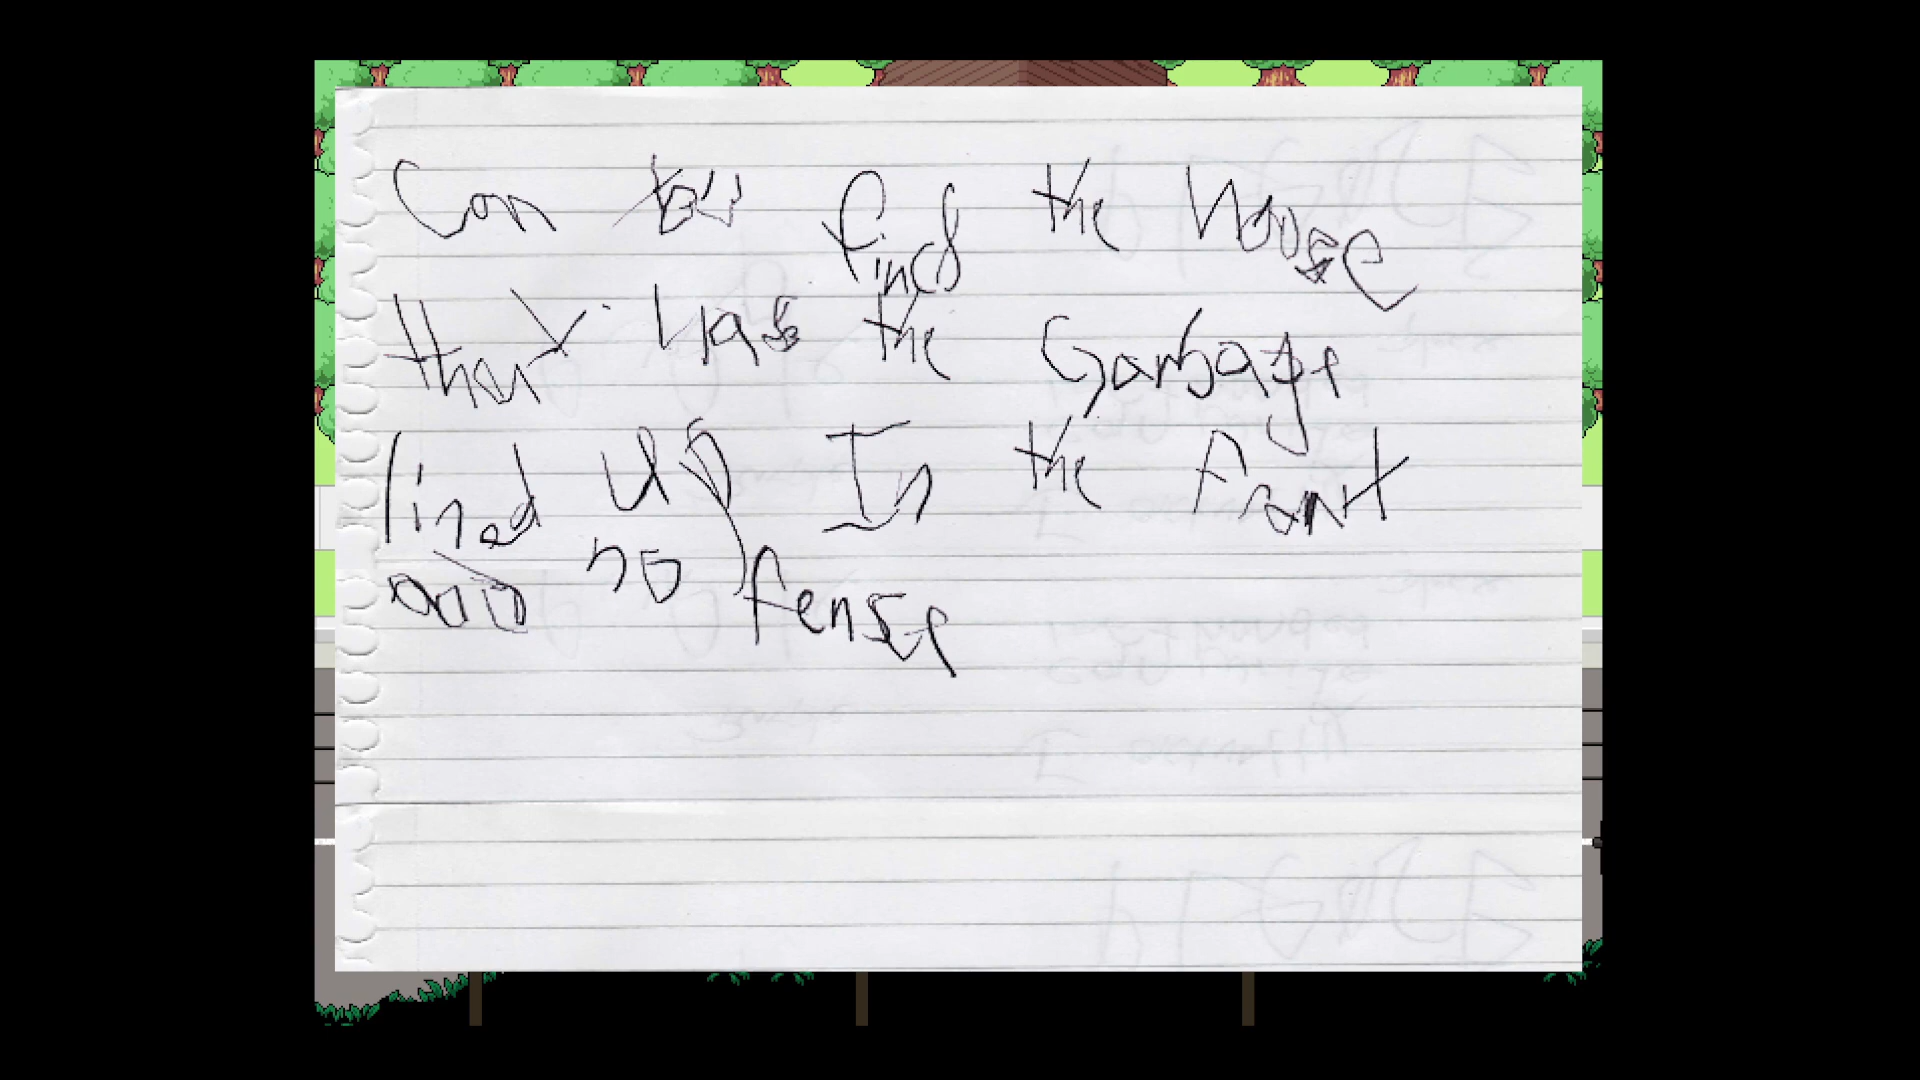 Can you find the house
that has the Garbage
lined up In the front
and no fense